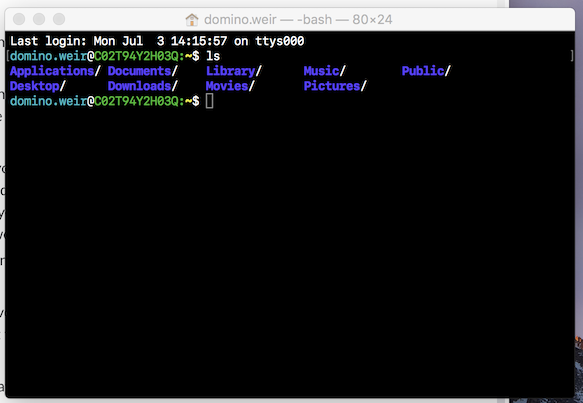 domino.weir — -bash — 80×24
Last login: Mon Jul  3 14:15:57 on ttys000
[domino.weir@C02T94Y2H03Q:~$ ls ]
Applications/ Documents/ Library/ Music/ Public/
Desktop/ Downloads/ Movies/ Pictures/
domino.weir@C02T94Y2H03Q:~$